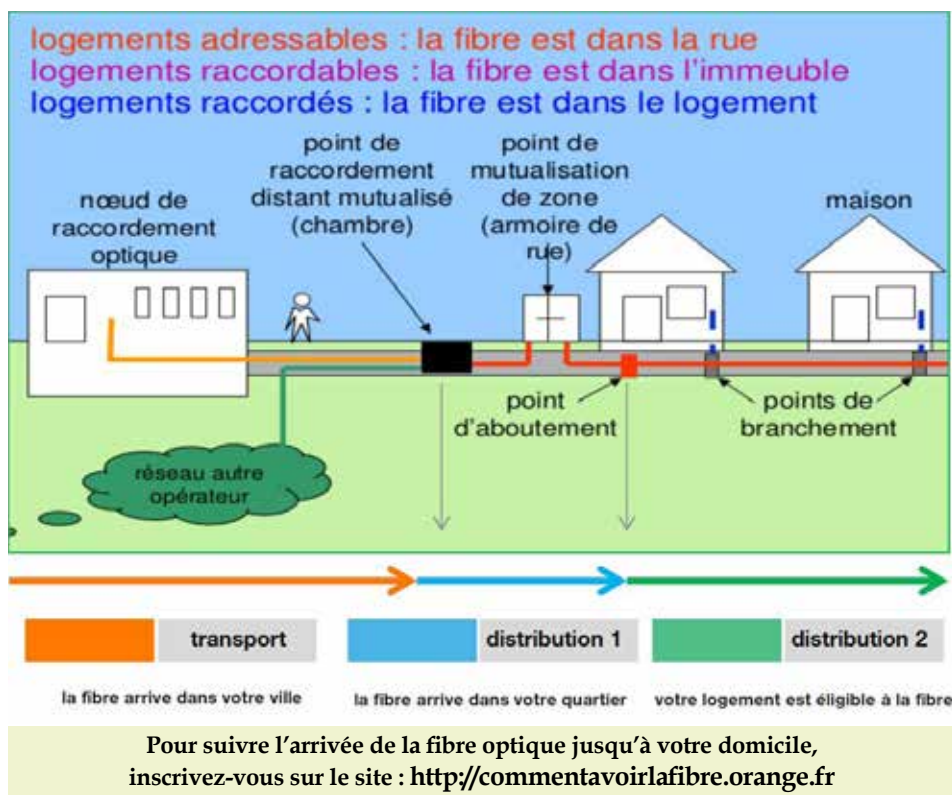 logements adressables : la fibre est dans la rue
logements raccordables : la fibre est dans l'immeuble
logements raccordés : la fibre est dans le logement
nœud de
raccordement
optique
point de
raccordement
distant mutualisé
(chambre)
point de
mutualisation
de zone
(armoire de
rue)
maison
point
d'aboutement
points de
branchement
réseau autre
opérateur
transport
distribution 1
distribution 2
la fibre arrive dans votre ville
la fibre arrive dans votre quartier
votre logement est éligible à la fibre
Pour suivre l'arrivée de la fibre optique jusqu'à votre domicile,
inscrivez-vous sur le site : http://commentavoirlafibre.orange.fr